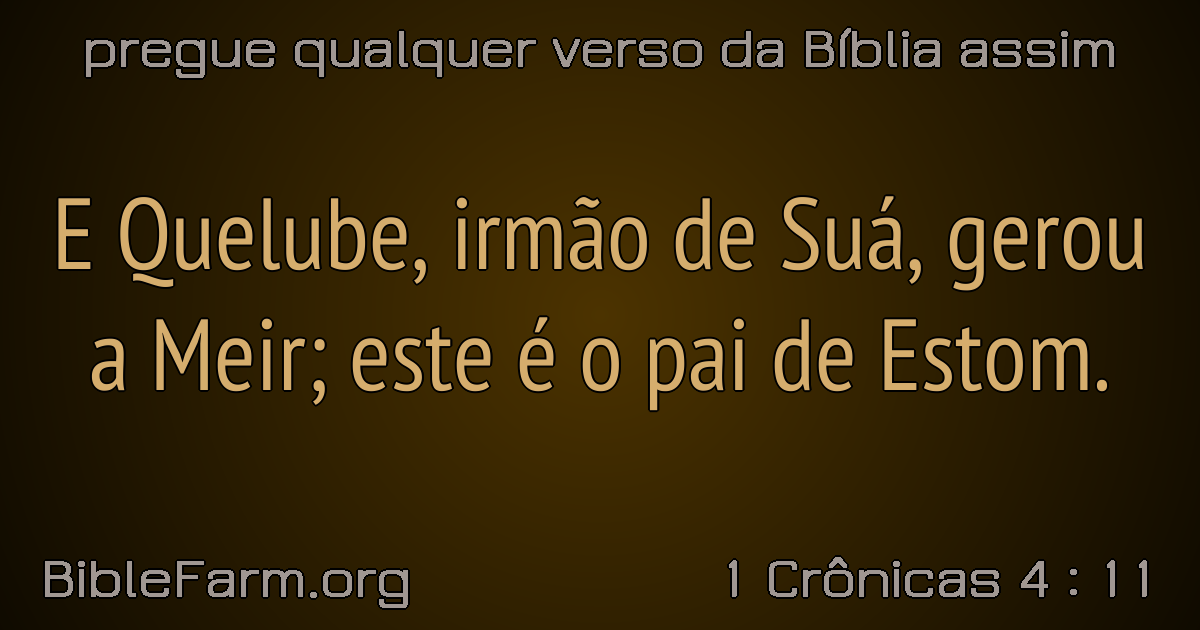 pregue qualquer verso da Bíblia assim
E Quelube, irmão de Suá, gerou
a Meir; este é o pai de Estom.
BibleFarm.org
1 Crônicas 4 : 11